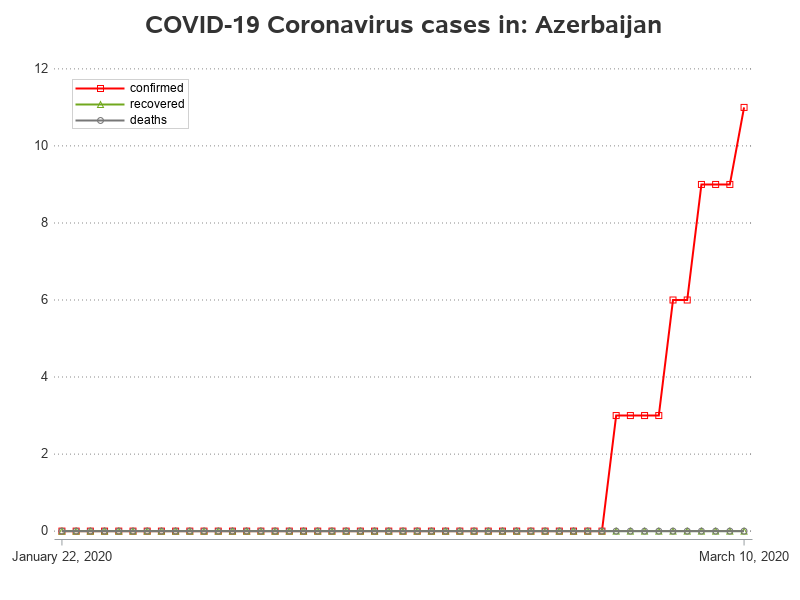 COVID-19 Coronavirus cases in: Azerbaijan
12
confirmed
recovered
deaths
10
8
6
4
2
0
January 22, 2020
March 10, 2020